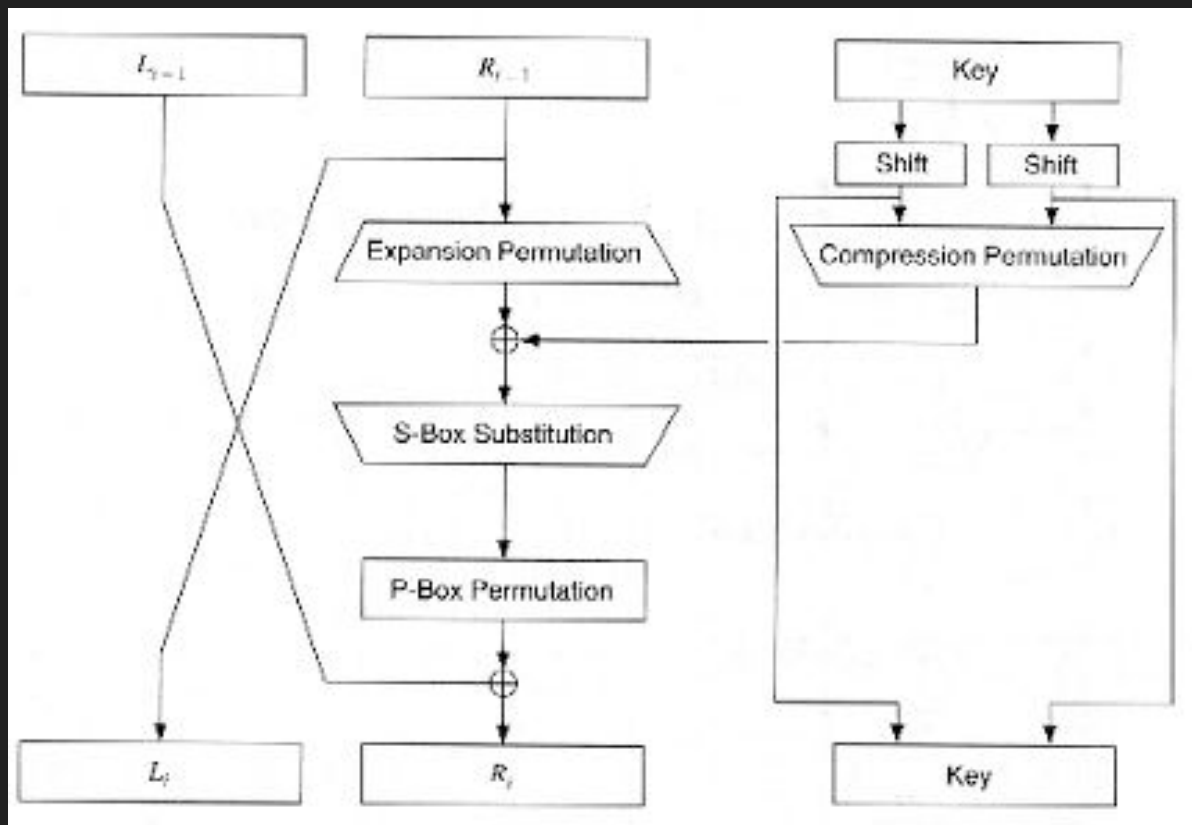 L_{i-1}
R_{i-1}
Key
Shift
Shift
Expansion Permutation
Compression Permutation
S-Box Substitution
P-Box Permutation
L_i
R_i
Key